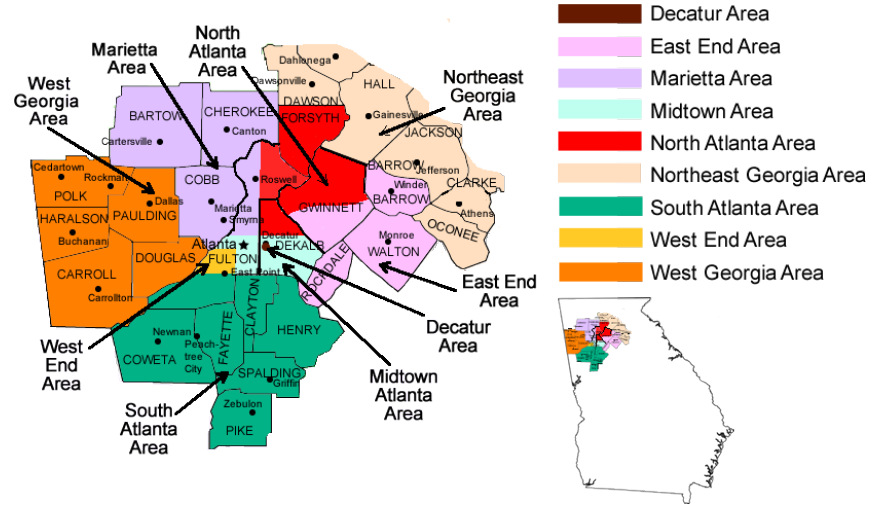 North
Atlanta
Area
Marietta
Area
West
Georgia
Area
Northeast
Georgia
Area
Dahlonega
Dawsonville
DAWSON
HALL
FORSYTH
Gainesville
BARTOW
CHEROKEE
Cartersville
Canton
JACKSON
BARROW
Jefferson
Cedartown
Rockmart
POLK
Dallas
PAULDING
COBB
Roswell
Marietta
Smyrna
GWINNETT
Winder
BARROW
CLARKE
Athens
OCONEE
HARALSON
Buchanan
DOUGLAS
Atlanta
FULTON
Decatur
DEKALB
East Point
ROCKDALE
Monroe
WALTON
CARROLL
Carrollton
East End
Area
Decatur
Area
West
End
Area
Newnan
COWETA
Peach-
tree
City
FAYETTE
CLAYTON
HENRY
SPALDING
Griffin
Midtown
Atlanta
Area
South
Atlanta
Area
Zebulon
PIKE
Decatur Area
East End Area
Marietta Area
Midtown Area
North Atlanta Area
Northeast Georgia Area
South Atlanta Area
West End Area
West Georgia Area